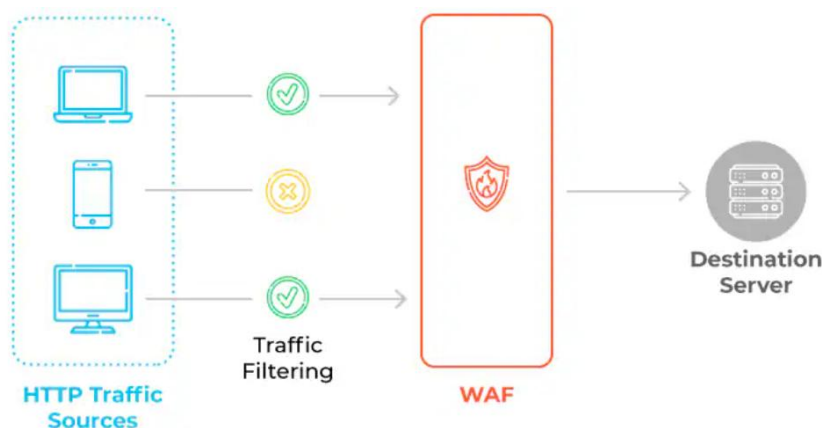 Traffic
Filtering
HTTP Traffic
Sources
WAF
Destination
Server